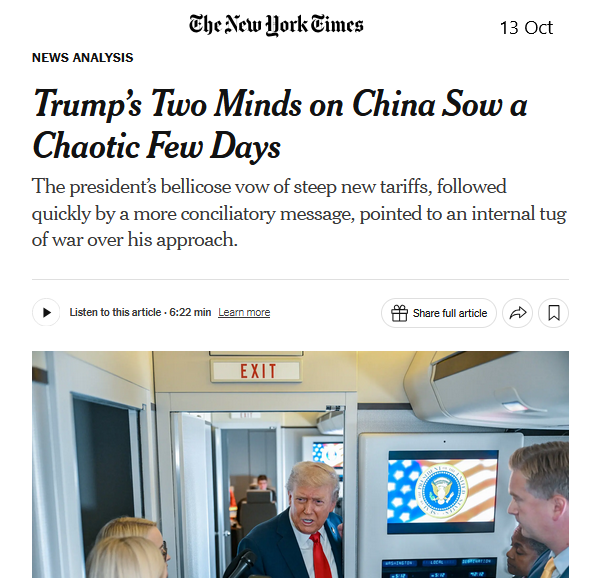 The New York Times
13 Oct
NEWS ANALYSIS
Trump's Two Minds on China Sow a
Chaotic Few Days
The president's bellicose vow of steep new tariffs, followed
quickly by a more conciliatory message, pointed to an internal tug
of war over his approach.
Listen to this article · 6:22 min Learn more
Share full article
EXIT